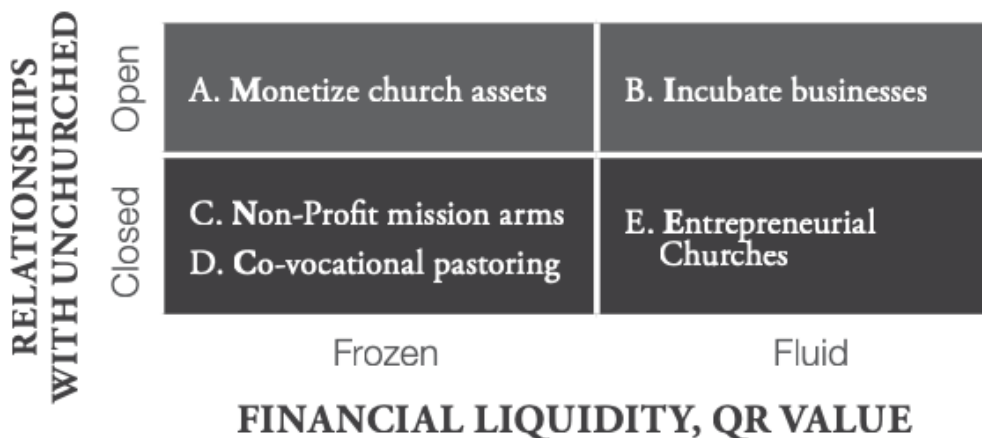 RELATIONSHIPS
WITH UNCHURCHED
Open
A. Monetize church assets
B. Incubate businesses
Closed
C. Non-Profit mission arms
D. Co-vocational pastoring
E. Entrepreneurial
Churches
Frozen
Fluid
FINANCIAL LIQUIDITY, QR VALUE